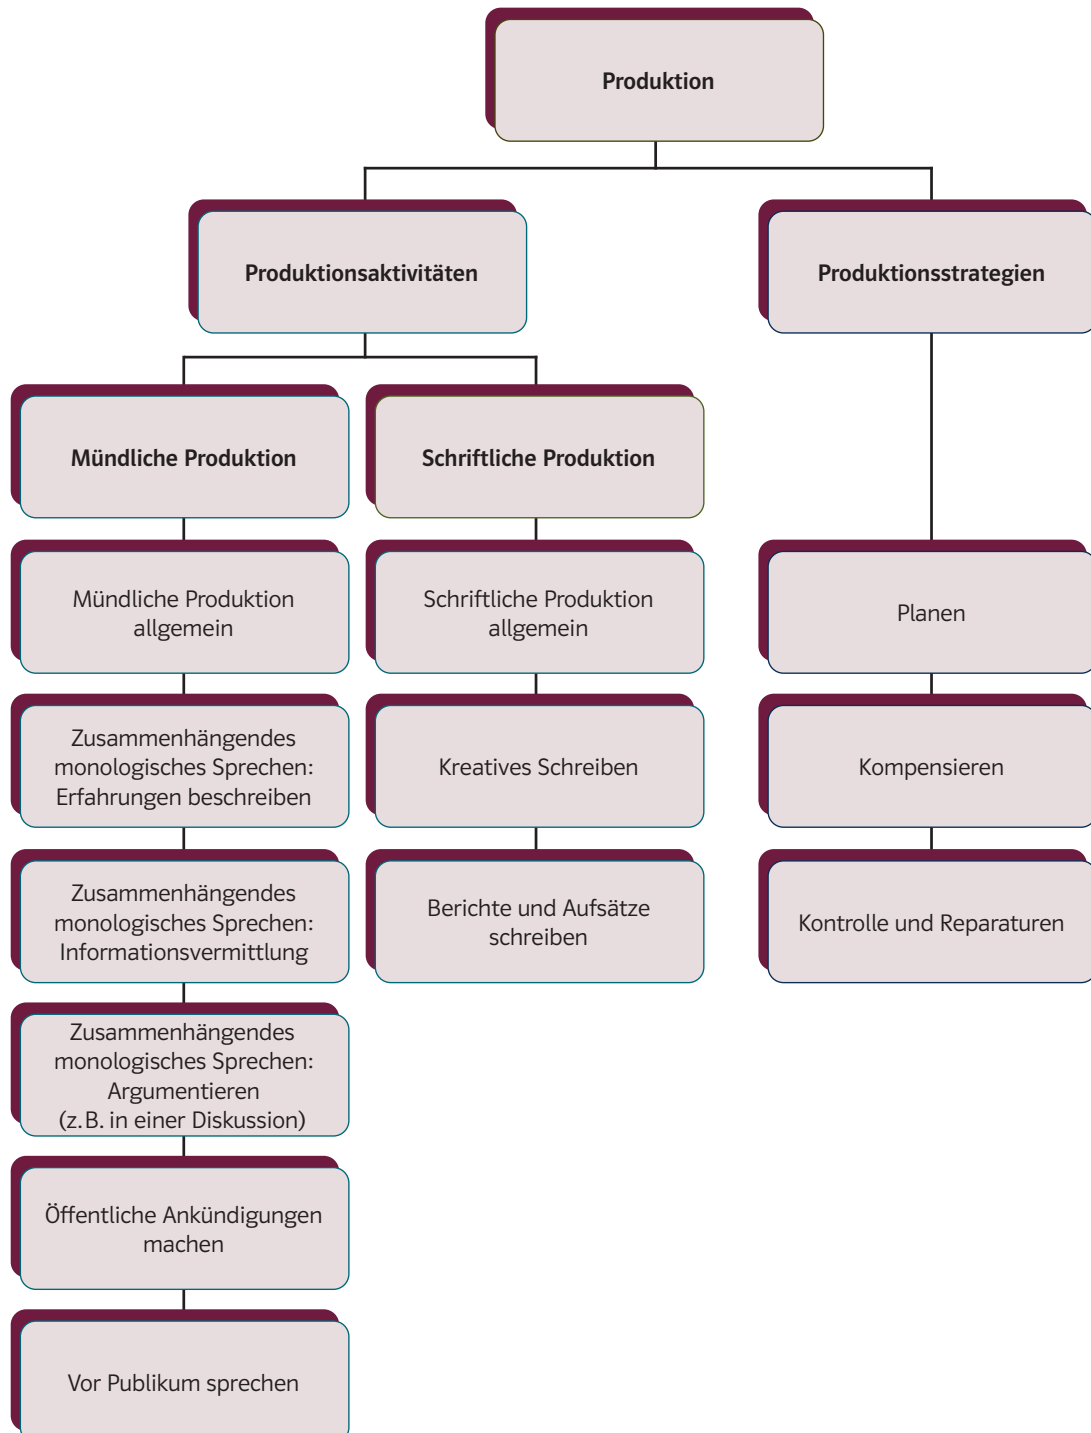 Produktion
Produktionsaktivitäten
Produktionsstrategien
Mündliche Produktion
Schriftliche Produktion
Mündliche Produktion
allgemein
Schriftliche Produktion
allgemein
Planen
Zusammenhängendes
monologisches Sprechen:
Erfahrungen beschreiben
Kreatives Schreiben
Kompensieren
Zusammenhängendes
monologisches Sprechen:
Informationsvermittlung
Berichte und Aufsätze
schreiben
Kontrolle und Reparaturen
Zusammenhängendes
monologisches Sprechen:
Argumentieren
(z. B. in einer Diskussion)
Öffentliche Ankündigungen
machen
Vor Publikum sprechen